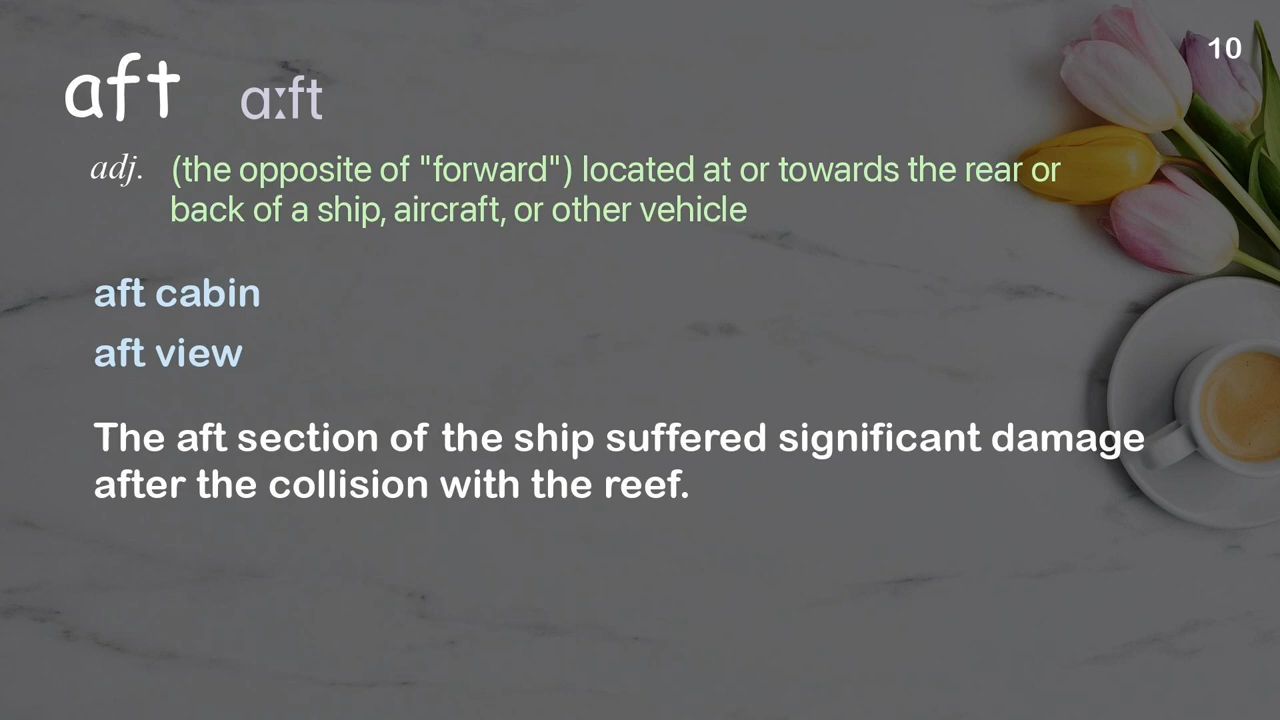 10
aft ɑːft
adj. (the opposite of "forward") located at or towards the rear or
back of a ship, aircraft, or other vehicle
aft cabin
aft view
The aft section of the ship suffered significant damage
after the collision with the reef.